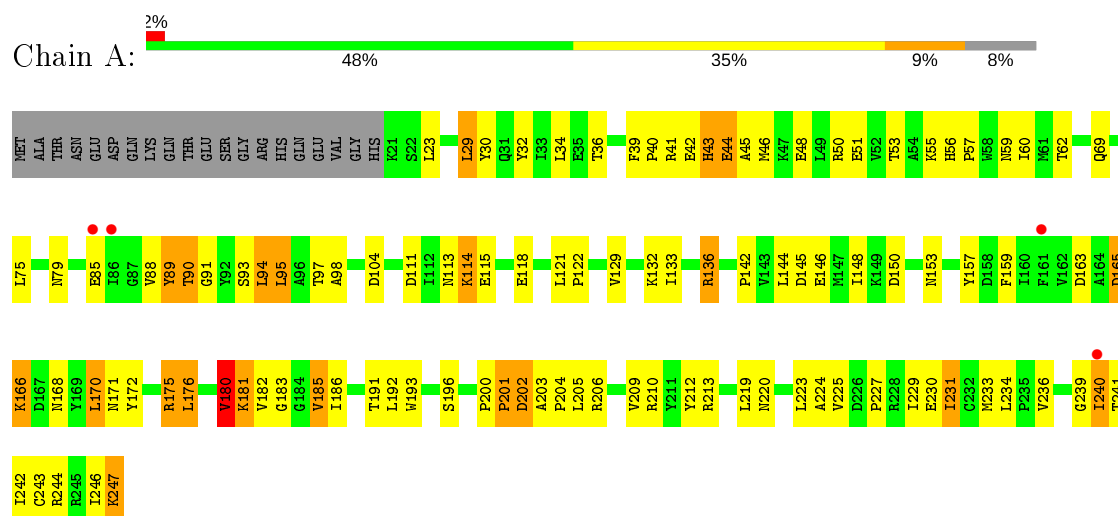 2%
Chain A:
48% 35% 9% 8%
MET ALA THR ASN GLU ASP GLN LYS GLN THR GLU SER GLY ARG HIS GLN GLU VAL GLY HIS K21 S22 L23 L29 Y30 Q31 Y32 I33 L34 E35 T36 F39 P40 R41 E42 H43 E44 A45 M46 K47 E48 L49 R50 E51 V52 T53 A54 K55 H56 P57 W58 N59 I60 M61 T62 Q69
L75 N79 E85 I86 G87 V88 Y89 T90 G91 Y92 S93 L94 L95 A96 T97 A98 D104 D111 I112 N113 K114 E115 E118 L121 P122 V129 K132 I133 R136 P142 V143 L144 D145 E146 M147 I148 K149 D150 N153 Y157 D158 F159 I160 F161 V162 D163 A164 D165
K166 D167 N168 Y169 L170 N171 Y172 R175 L176 V180 K181 V182 G183 G184 V185 I186 T191 L192 W193 S196 P200 P201 D202 A203 P204 L205 R206 V209 R210 Y211 Y212 R213 L219 N220 L223 A224 V225 D226 P227 R228 I229 E230 I231 C232 M233 L234 P235 V236 G239 I240 T241
I242 C243 R244 R245 I246 K247